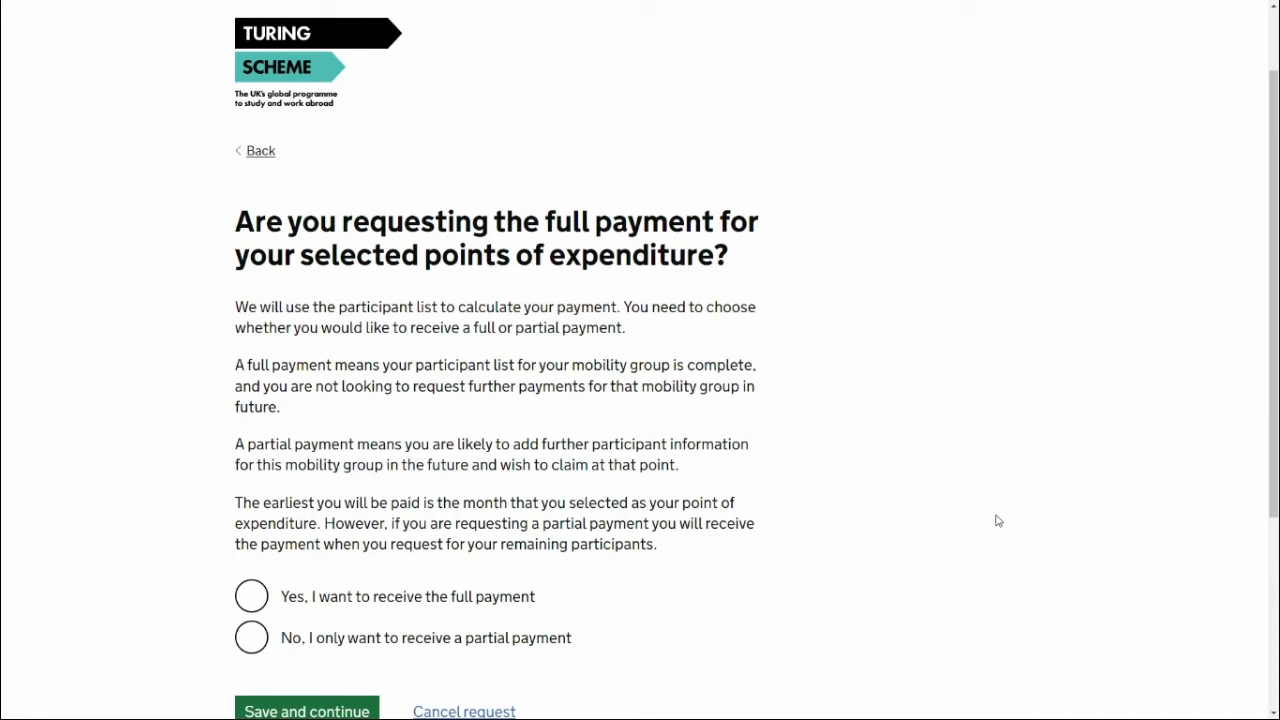 TURING
SCHEME
The UK's global programme
to study and work abroad
Back
Are you requesting the full payment for
your selected points of expenditure?
We will use the participant list to calculate your payment. You need to choose
whether you would like to receive a full or partial payment.
A full payment means your participant list for your mobility group is complete,
and you are not looking to request further payments for that mobility group in
future.
A partial payment means you are likely to add further participant information
for this mobility group in the future and wish to claim at that point.
The earliest you will be paid is the month that you selected as your point of
expenditure. However, if you are requesting a partial payment you will receive
the payment when you request for your remaining participants.
Yes, I want to receive the full payment
No, I only want to receive a partial payment
Save and continue Cancel request